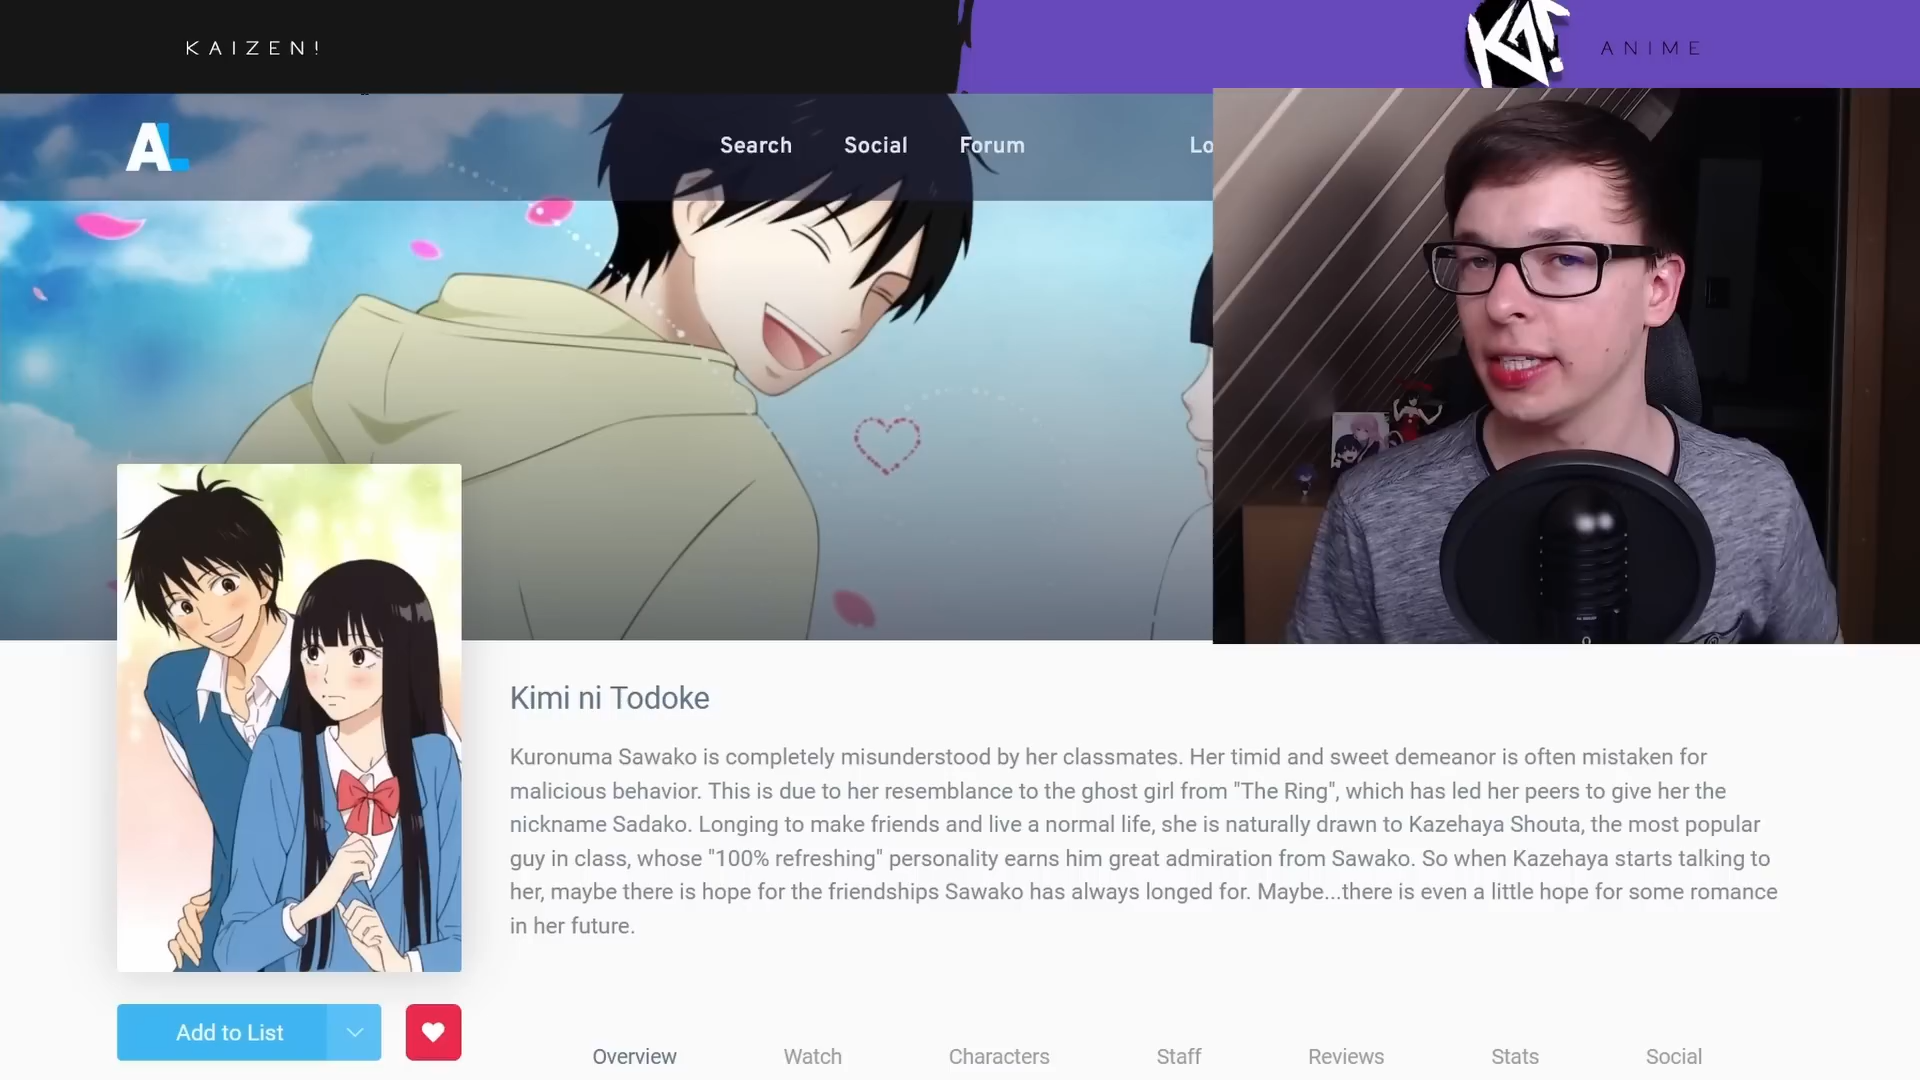 KAIZEN!
KA!
ANIME
AL
Search Social Forum Lo
Kimi ni Todoke
Kuronuma Sawako is completely misunderstood by her classmates. Her timid and sweet demeanor is often mistaken for
malicious behavior. This is due to her resemblance to the ghost girl from "The Ring", which has led her peers to give her the
nickname Sadako. Longing to make friends and live a normal life, she is naturally drawn to Kazehaya Shouta, the most popular
guy in class, whose "100% refreshing" personality earns him great admiration from Sawako. So when Kazehaya starts talking to
her, maybe there is hope for the friendships Sawako has always longed for. Maybe...there is even a little hope for some romance
in her future.
Add to List
Overview Watch Characters Staff Reviews Stats Social